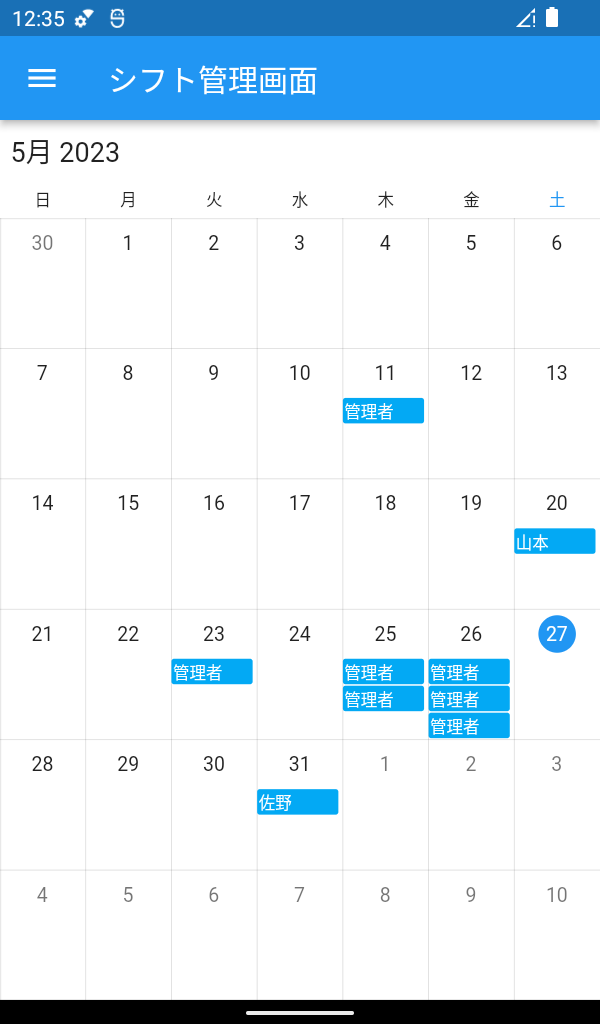 12:35
シフト管理画面
5月 2023
日 月 火 水 木 金 土
30 1 2 3 4 5 6
7 8 9 10 11 12 13
管理者
14 15 16 17 18 19 20
山本
21 22 23 24 25 26 27
管理者 管理者 管理者
管理者 管理者
管理者
28 29 30 31 1 2 3
佐野
4 5 6 7 8 9 10